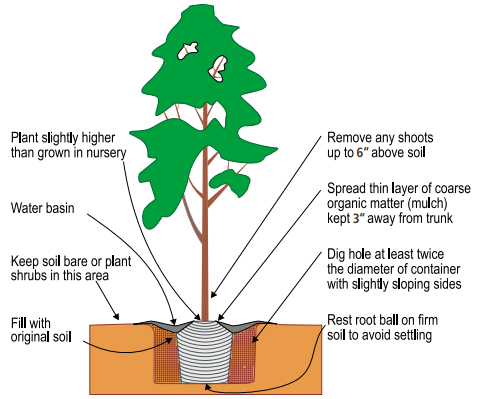 Plant slightly higher
than grown in nursery
Water basin
Keep soil bare or plant
shrubs in this area
Fill with
original soil
Remove any shoots
up to 6" above soil
Spread thin layer of coarse
organic matter (mulch)
kept 3" away from trunk
Dig hole at least twice
the diameter of container
with slightly sloping sides
Rest root ball on firm
soil to avoid settling